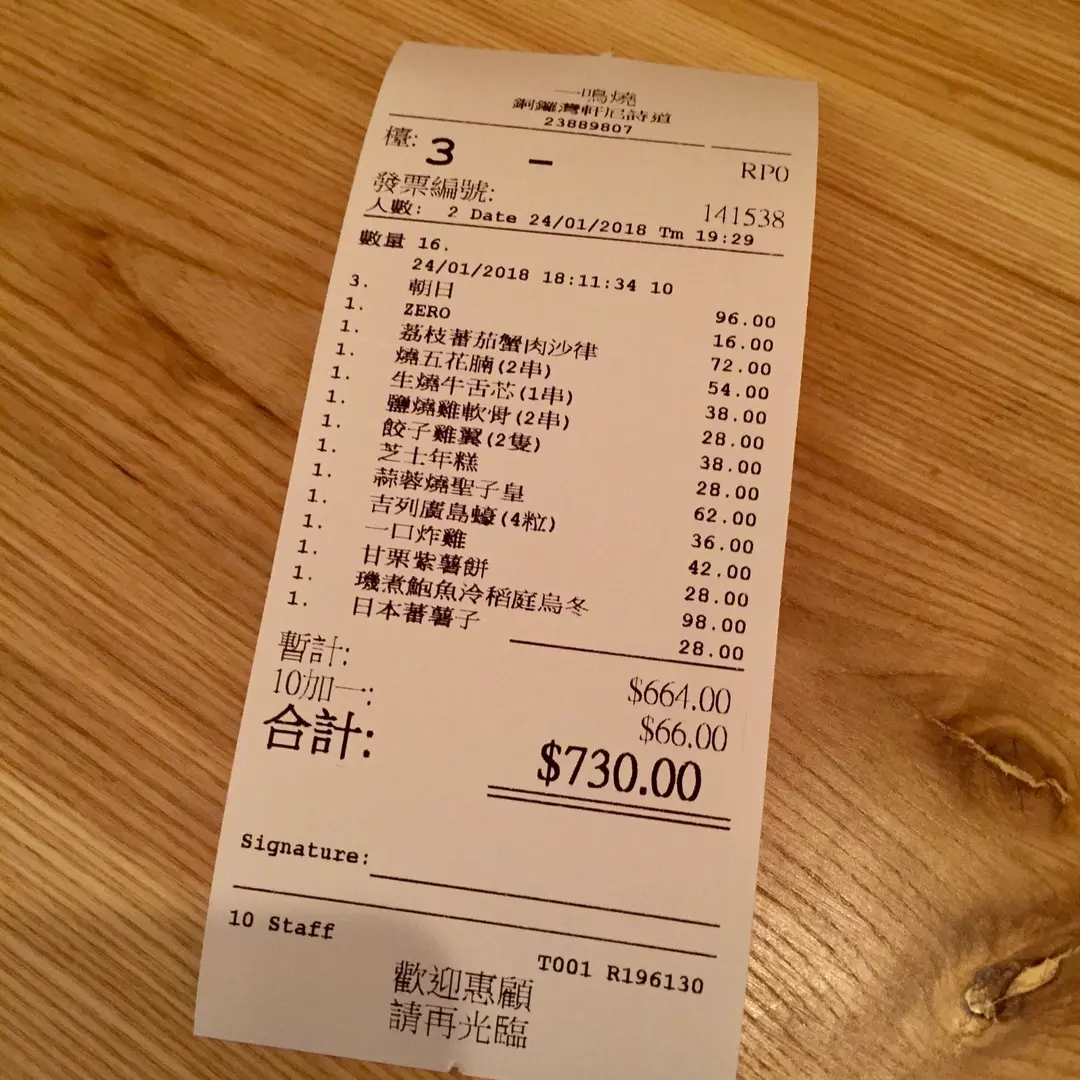 一鳴燒
銅鑼灣軒尼詩道
23889807
檯: 3 - RP0
發票編號: 141538
人數: 2 Date 24/01/2018 Tm 19:29
數量 16.
24/01/2018 18:11:34 10
3. 朝日 96.00
1. ZERO 16.00
1. 荔枝蕃茄蟹肉沙律 72.00
1. 燒五花腩(2串) 54.00
1. 生燒牛舌芯(1串) 38.00
1. 鹽燒雞軟骨(2串) 28.00
1. 餃子雞翼(2隻) 38.00
1. 芝士年糕 28.00
1. 蒜蓉燒聖子皇 62.00
1. 吉列廣島蠔(4粒) 36.00
1. 一口炸雞 42.00
1. 甘栗紫薯餅 28.00
1. 璣煮鮑魚冷稻庭烏冬 98.00
1. 日本蕃薯子 28.00
暫計: $664.00
10加一: $66.00
合計: $730.00
Signature:
10 Staff
T001 R196130
歡迎惠顧
請再光臨